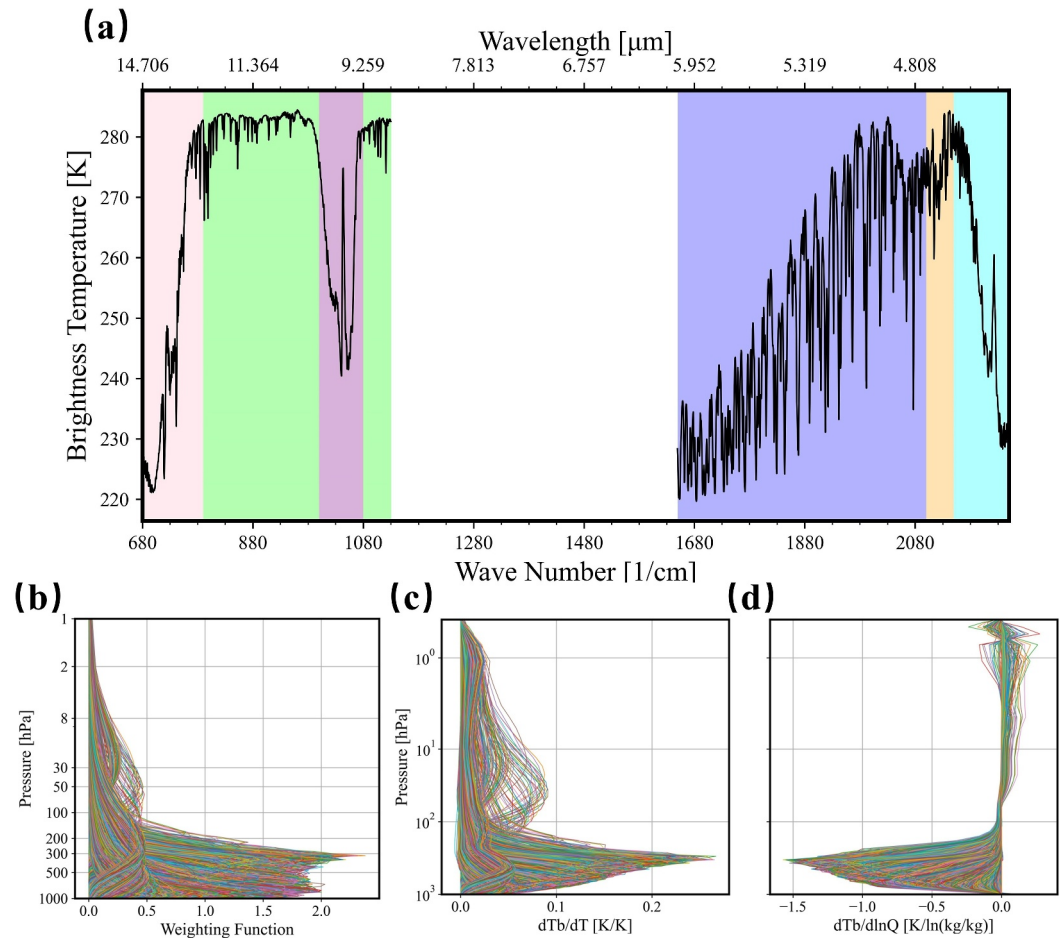 (a)
Wavelength [μm]
14.706 11.364 9.259 7.813 6.757 5.952 5.319 4.808
Brightness Temperature [K]
280
270
260
250
240
230
220
680 880 1080 1280 1480 1680 1880 2080
Wave Number [1/cm]
(b)
Pressure [hPa]
1
2
8
30
50
100
200
300
500
1000
0.0 0.5 1.0 1.5 2.0
Weighting Function
(c)
Pressure [hPa]
10⁰
10¹
10²
10³
0.0 0.2
dTb/dT [K/K]
(d)
−1.5 −1.0 −0.5 0.0
dTb/dlnQ [K/ln(kg/kg)]